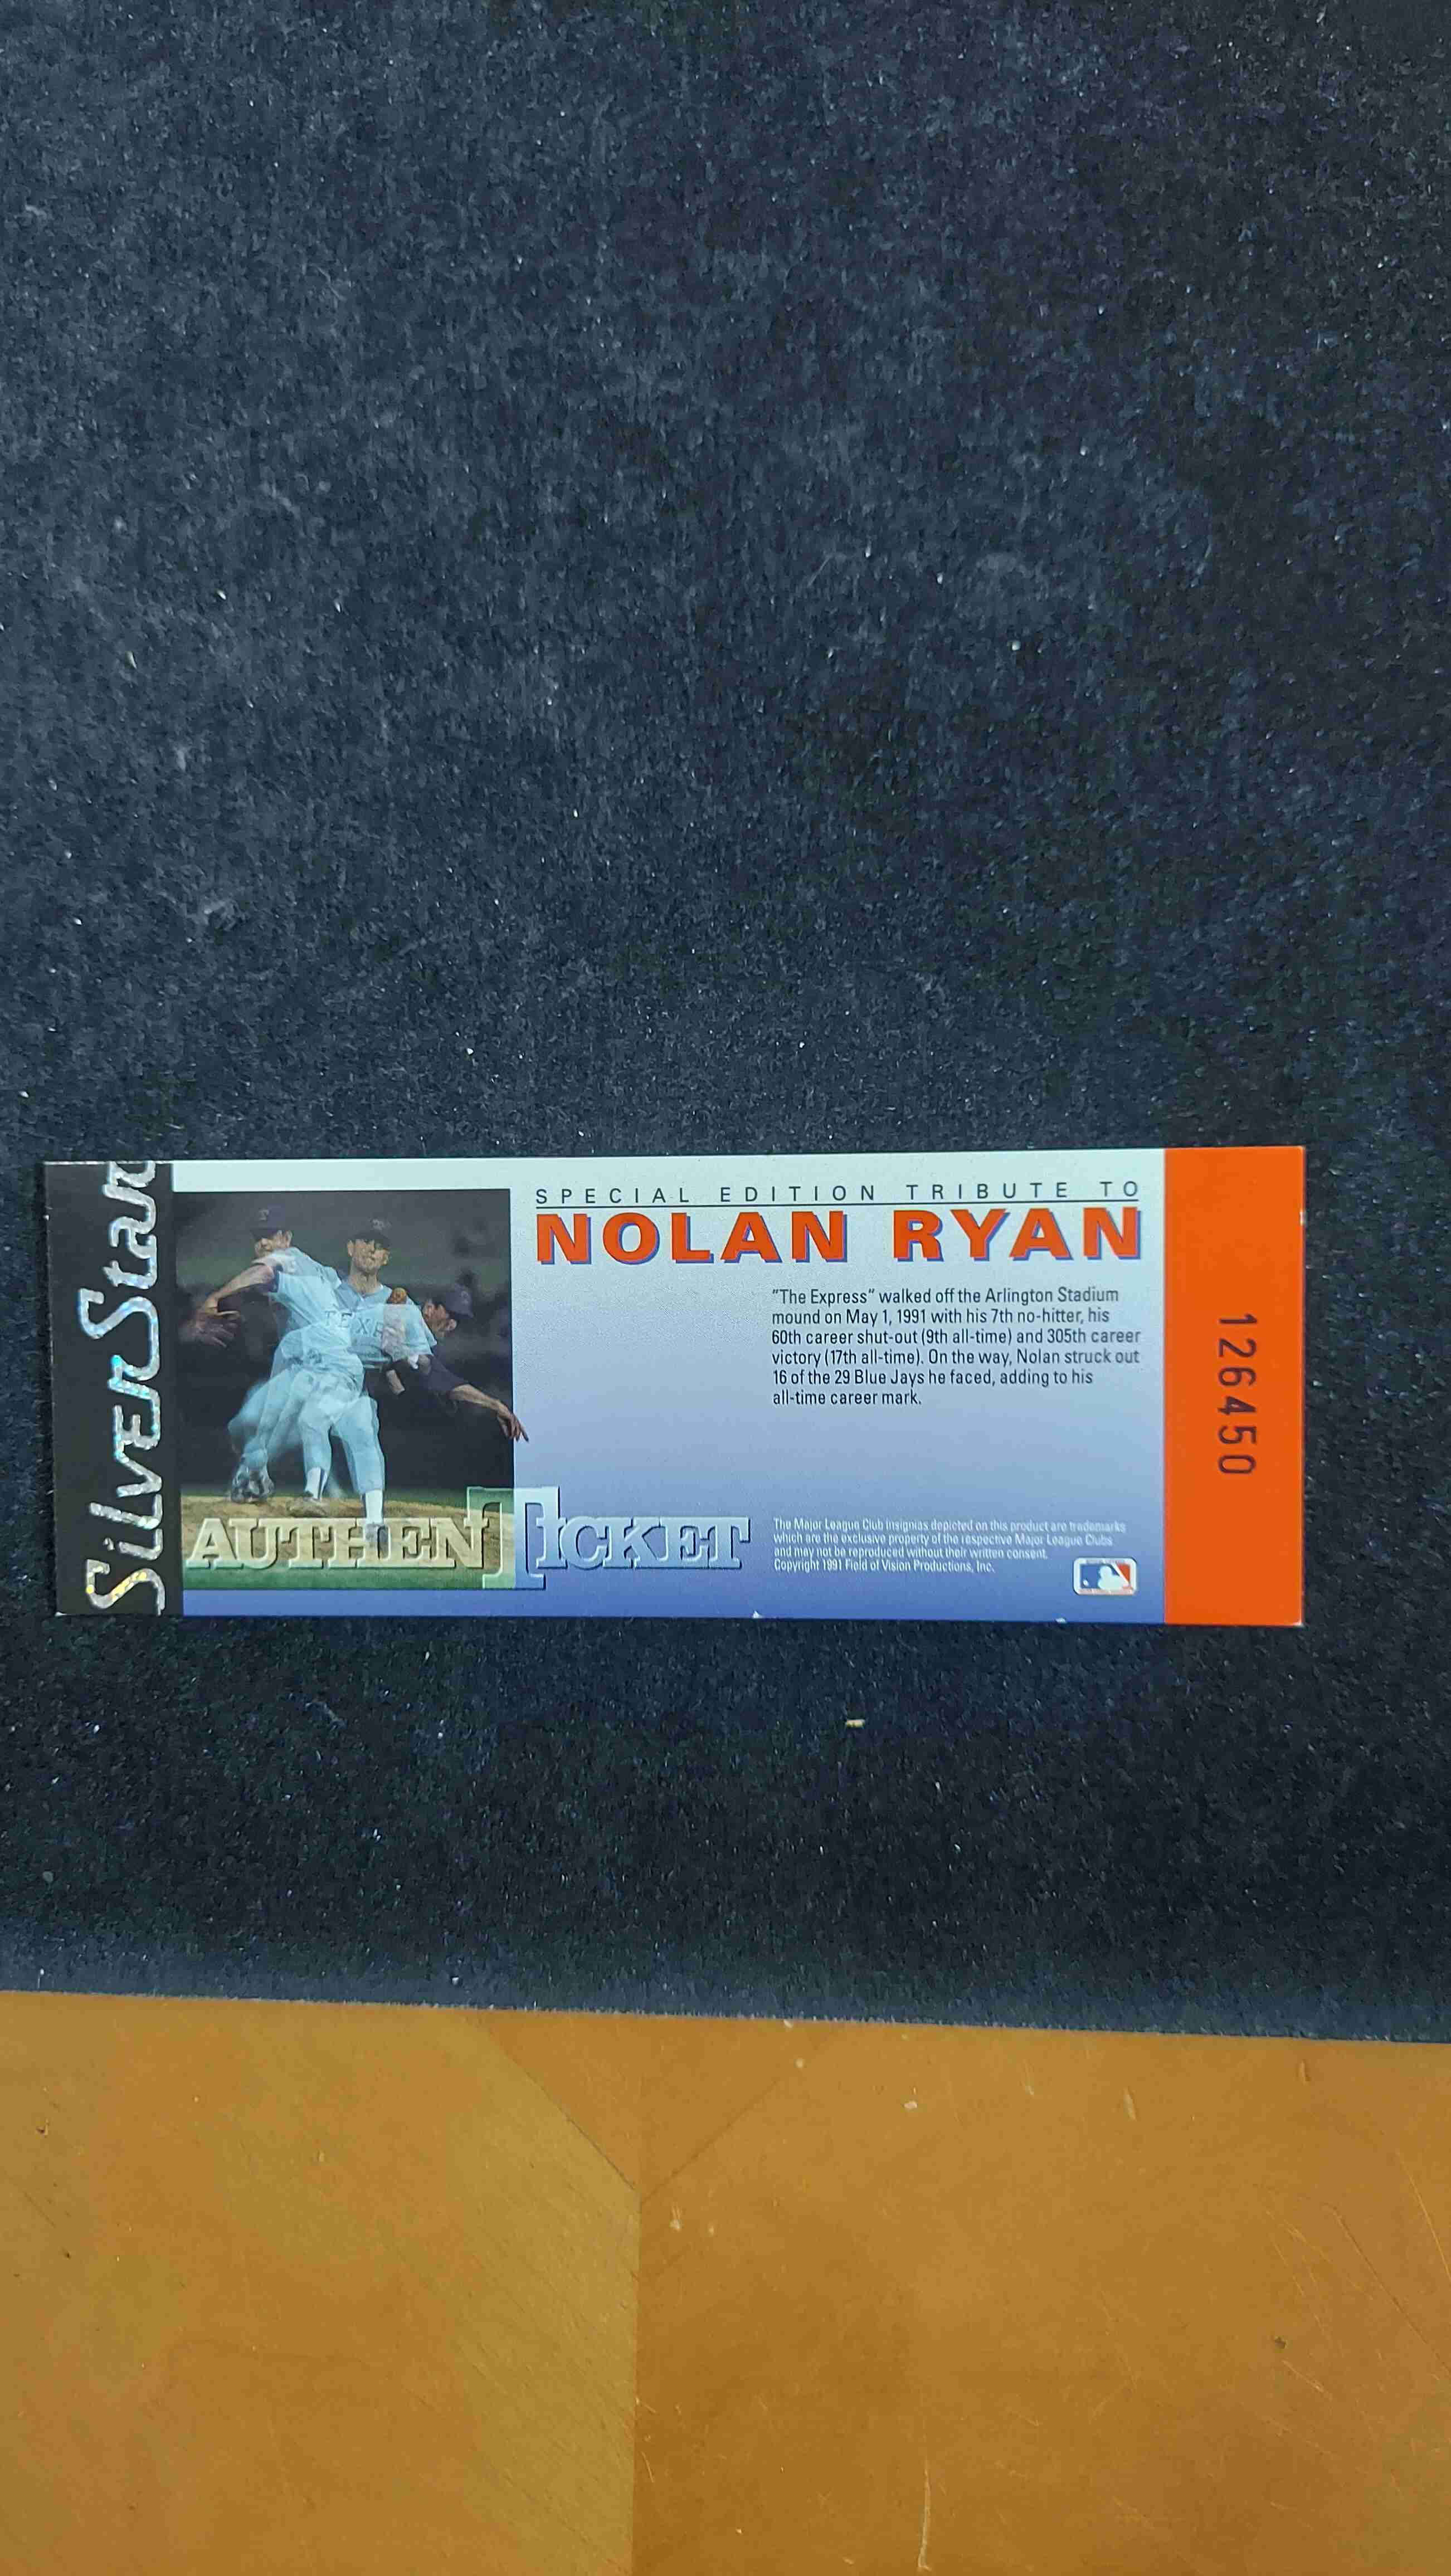 SilverStar
SPECIAL EDITION TRIBUTE TO
NOLAN RYAN
"The Express" walked off the Arlington Stadium
mound on May 1, 1991 with his 7th no-hitter, his
60th career shut-out (9th all-time) and 305th career
victory (17th all-time). On the way, Nolan struck out
16 of the 29 Blue Jays he faced, adding to his
all-time career mark.
TEXA
AUTHENTICKET
The Major League Club insignias depicted on this product are trademarks
which are the exclusive property of the respective Major League Clubs
and may not be reproduced without their written consent.
Copyright 1991 Field of Vision Productions, Inc.
126450